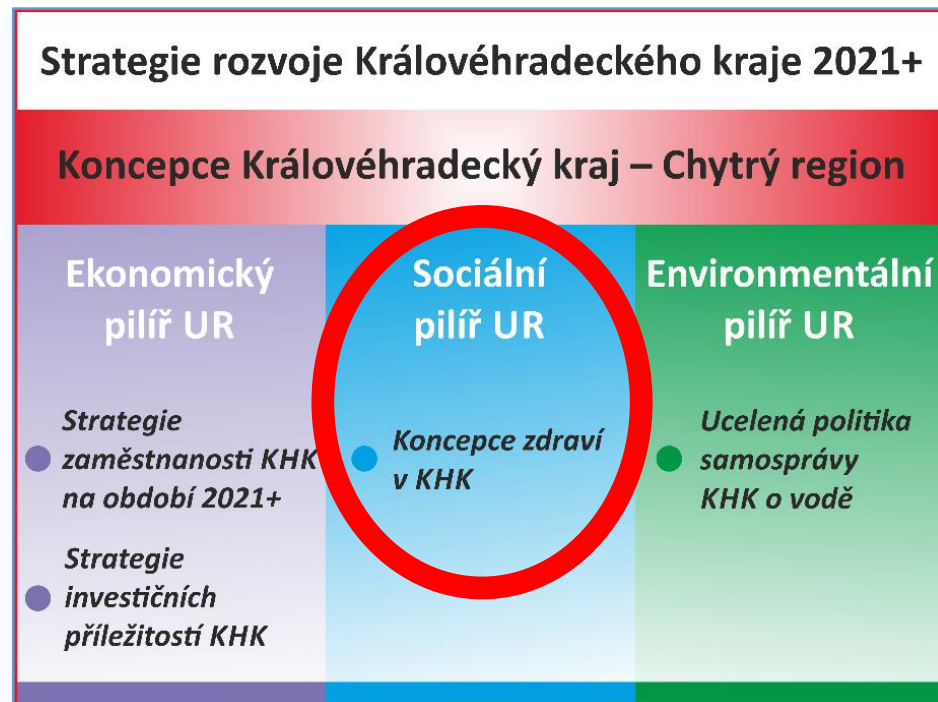 Strategie rozvoje Královéhradeckého kraje 2021+
Koncepce Královéhradecký kraj – Chytrý region
Ekonomický
pilíř UR
Strategie
zaměstnanosti KHK
na období 2021+
Strategie
investičních
příležitostí KHK
Sociální
pilíř UR
Koncepce zdraví
v KHK
Environmentální
pilíř UR
Ucelená politika
samosprávy
KHK o vodě